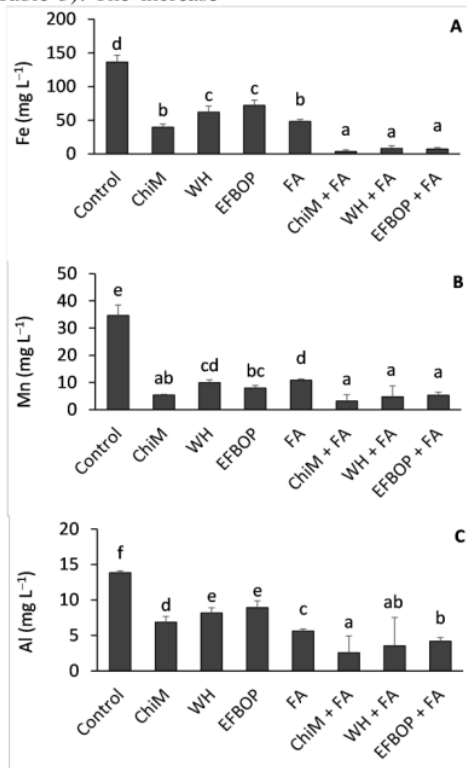 Table 3). The increase
A
Fe (mg L⁻¹)
200
150
100
50
0
d
b
c
c
b
a
a
a
Control
ChiM
WH
EFBOP
FA
ChiM + FA
WH + FA
EFBOP + FA
B
Mn (mg L⁻¹)
50
40
30
20
10
0
e
ab
cd
bc
d
a
a
a
Control
ChiM
WH
EFBOP
FA
ChiM + FA
WH + FA
EFBOP + FA
C
Al (mg L⁻¹)
20
15
10
5
0
f
d
e
e
c
a
ab
b
Control
ChiM
WH
EFBOP
FA
ChiM + FA
WH + FA
EFBOP + FA